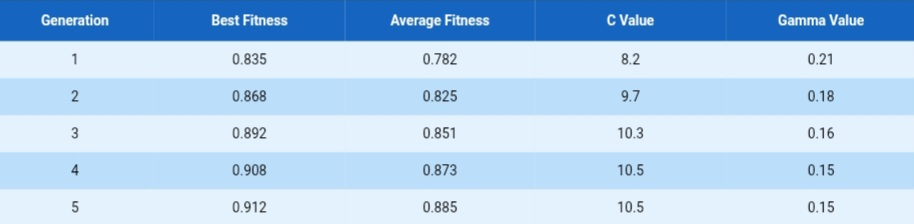 Generation Best Fitness Average Fitness C Value Gamma Value
1 0.835 0.782 8.2 0.21
2 0.868 0.825 9.7 0.18
3 0.892 0.851 10.3 0.16
4 0.908 0.873 10.5 0.15
5 0.912 0.885 10.5 0.15